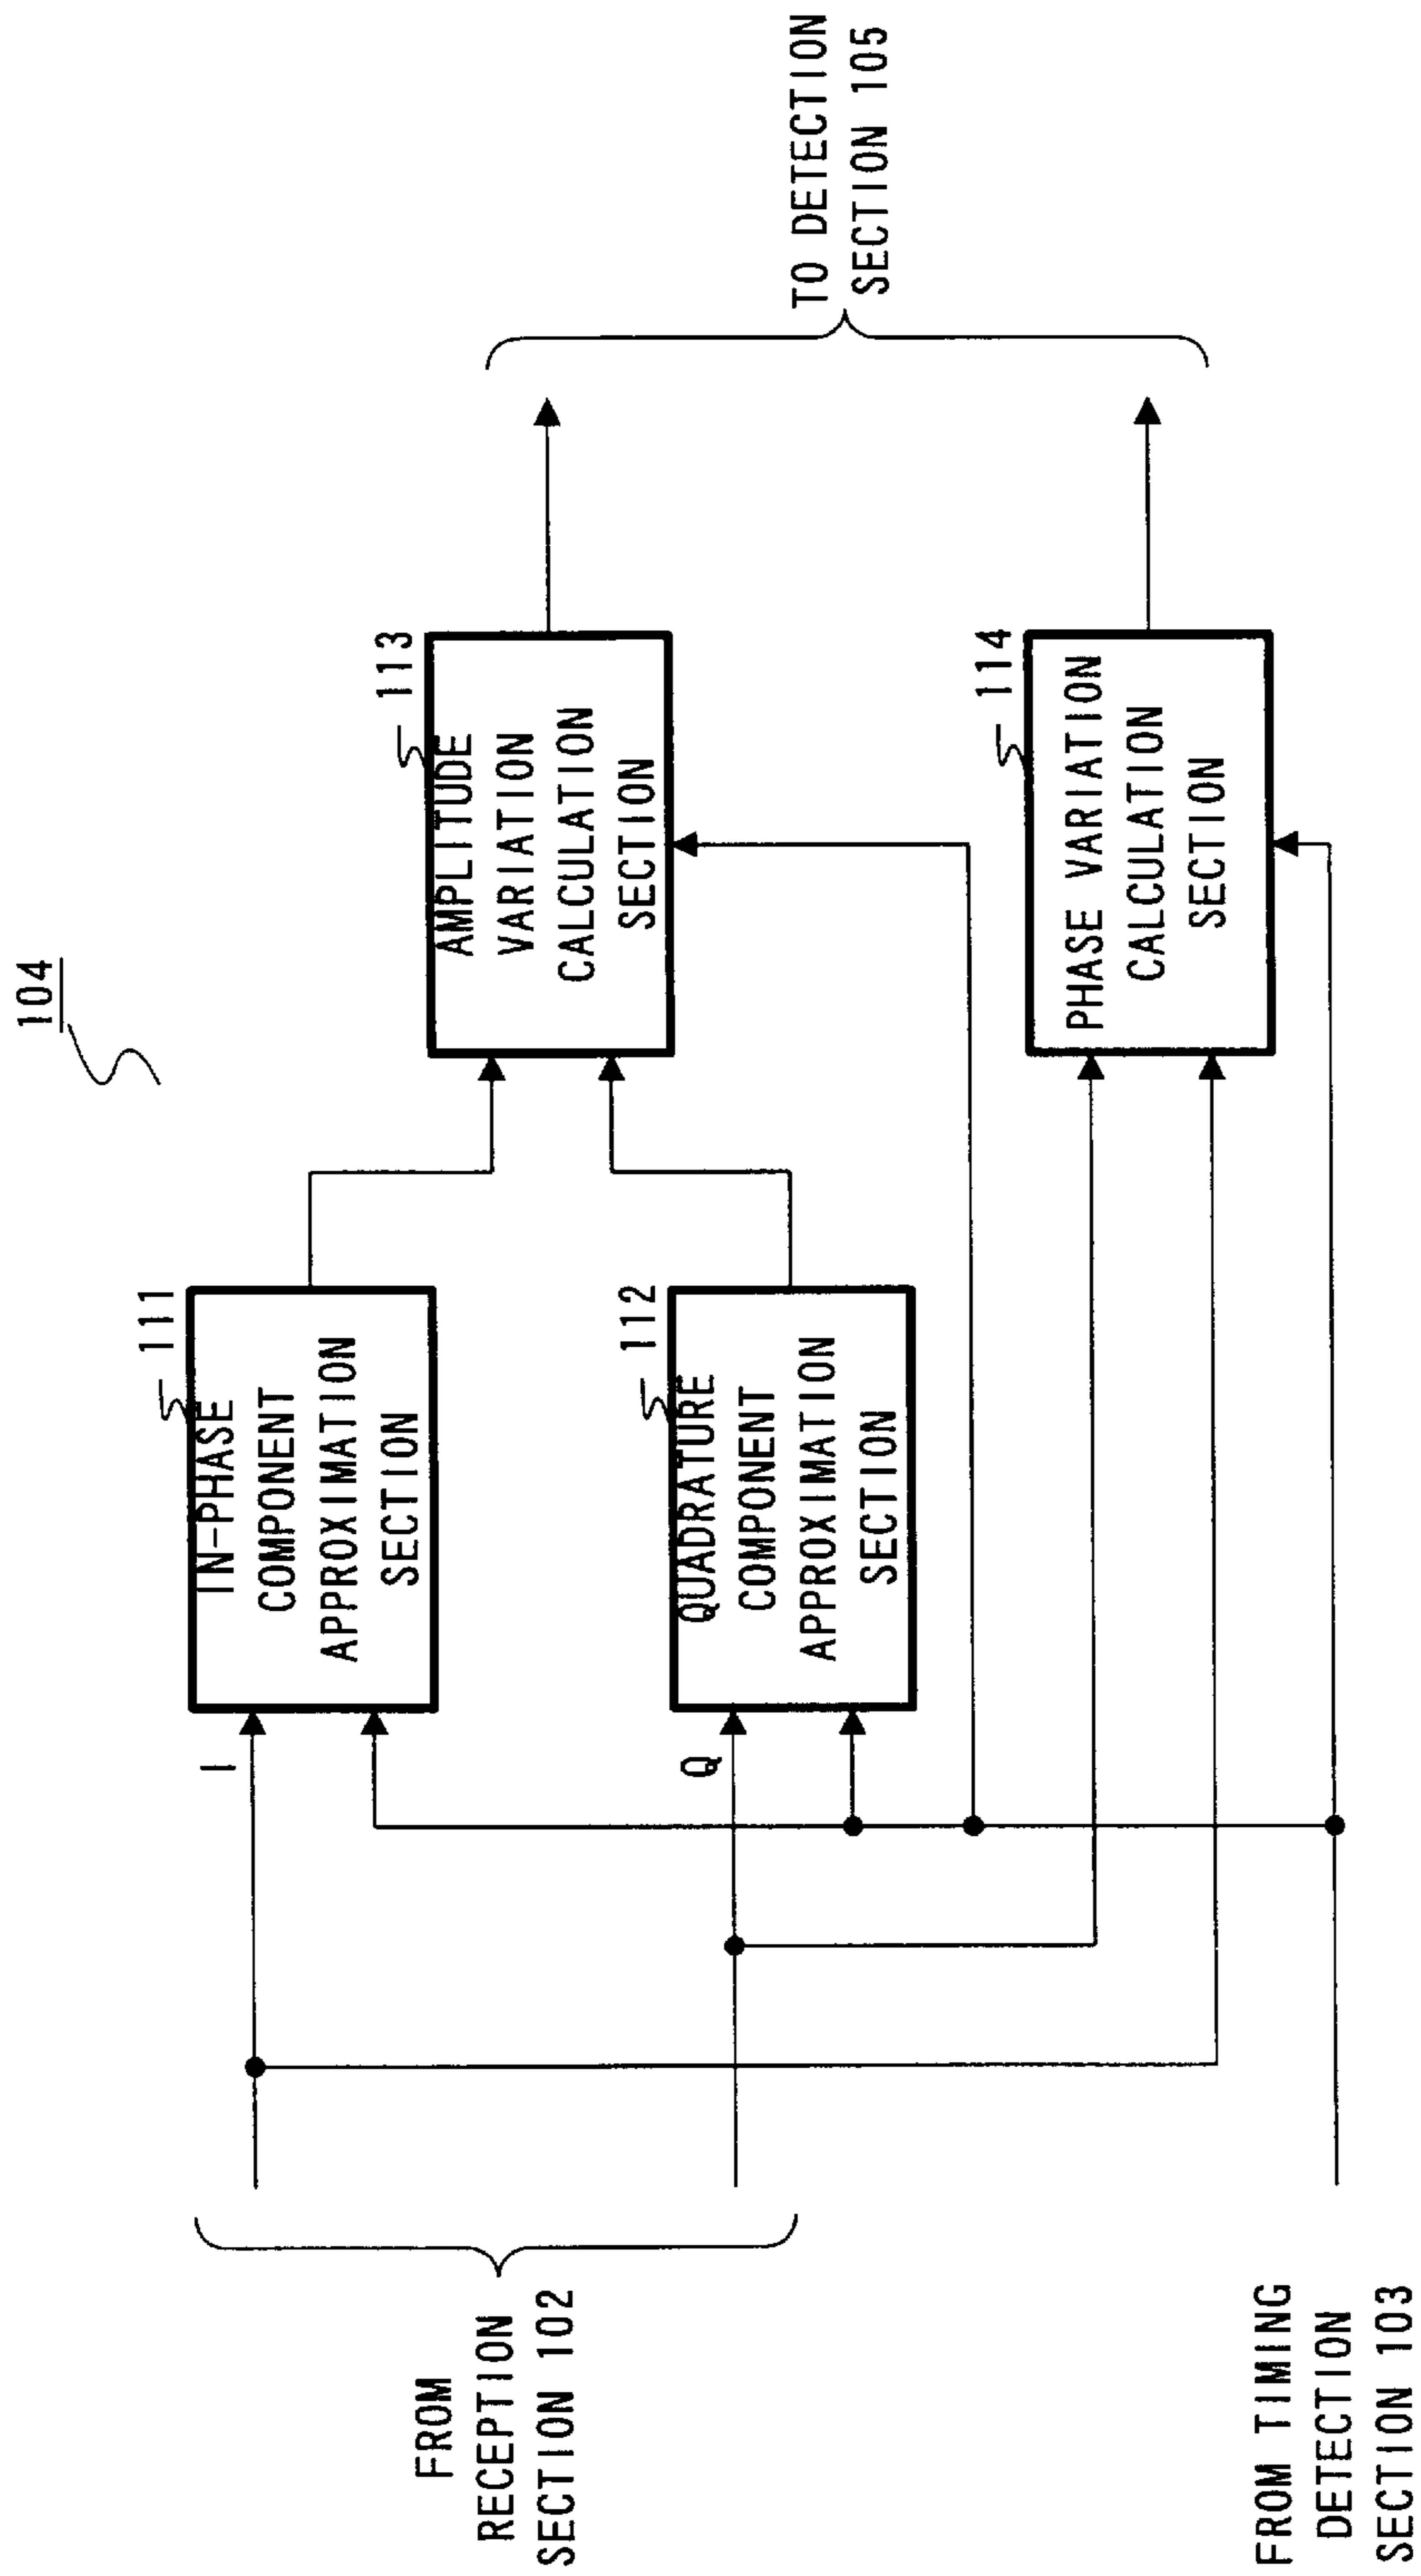 104
I
111
IN-PHASE
COMPONENT
APPROXIMATION
SECTION
113
AMPLITUDE
VARIATION
CALCULATION
SECTION
FROM
RECEPTION
SECTION 102
Q
112
QUADRATURE
COMPONENT
APPROXIMATION
SECTION
TO DETECTION
SECTION 105
114
PHASE VARIATION
CALCULATION
SECTION
FROM TIMING
DETECTION
SECTION 103